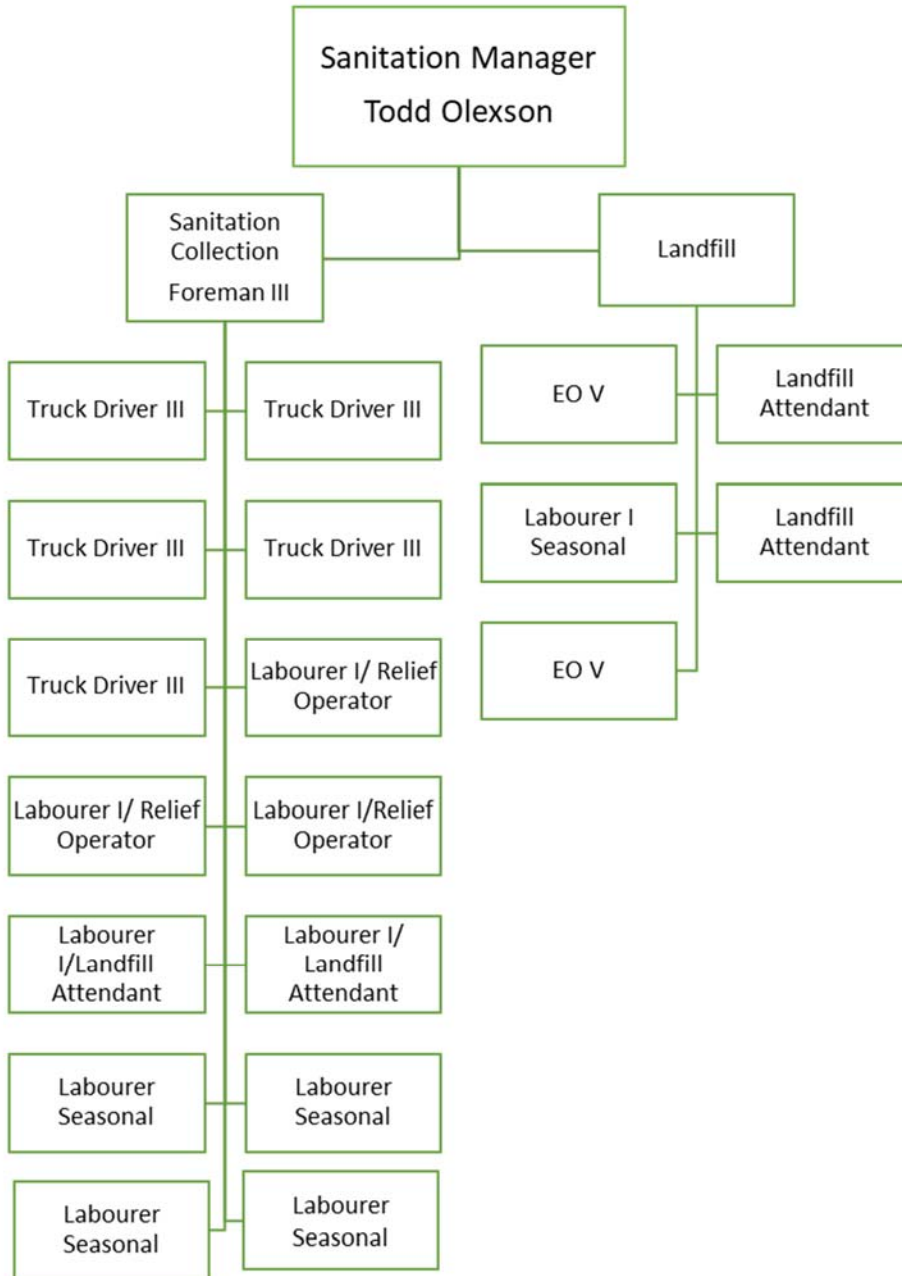 Sanitation Manager
Todd Olexson
Sanitation
Collection
Foreman III
Landfill
Truck Driver III
Truck Driver III
EO V
Landfill
Attendant
Truck Driver III
Truck Driver III
Labourer I
Seasonal
Landfill
Attendant
Truck Driver III
Labourer I/ Relief
Operator
EO V
Labourer I/ Relief
Operator
Labourer I/Relief
Operator
Labourer
I/Landfill
Attendant
Labourer I/
Landfill
Attendant
Labourer
Seasonal
Labourer
Seasonal
Labourer
Seasonal
Labourer
Seasonal